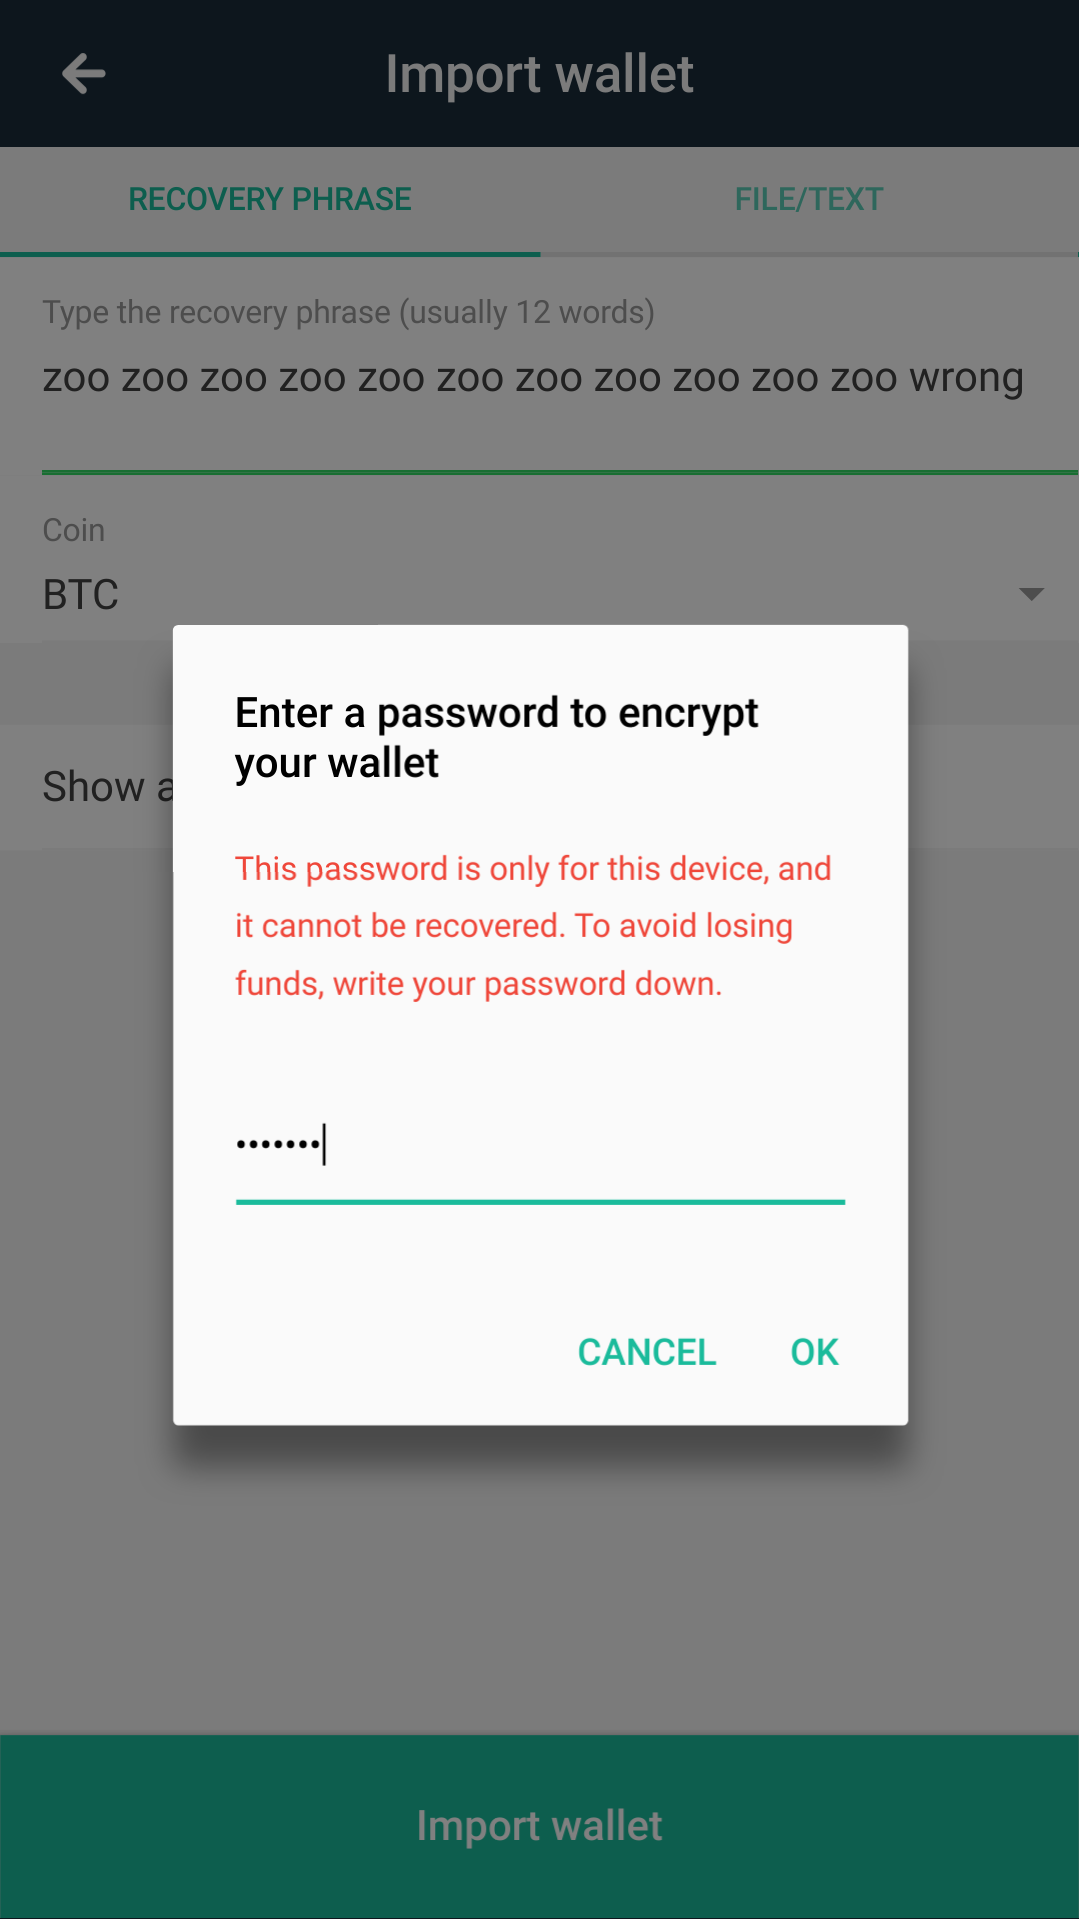 Import wallet
RECOVERY PHRASE FILE/TEXT
Type the recovery phrase (usually 12 words)
zoo zoo zoo zoo zoo zoo zoo zoo zoo zoo zoo wrong
Coin
BTC
Show a
Enter a password to encrypt
your wallet
This password is only for this device, and
it cannot be recovered. To avoid losing
funds, write your password down.
•••••••
CANCEL OK
Import wallet